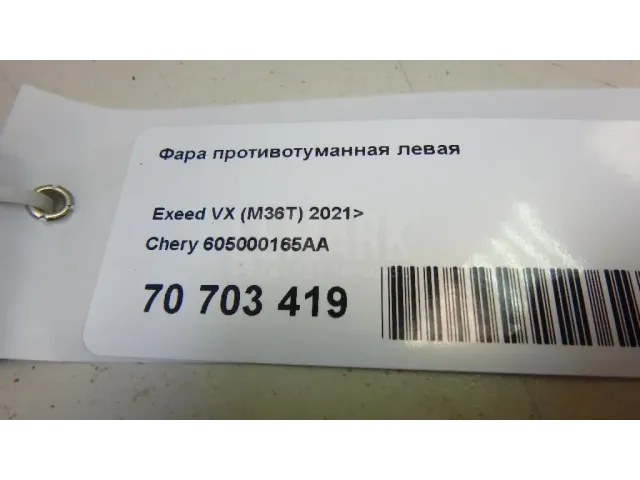 Фара противотуманная левая
Exeed VX (M36T) 2021>
Chery 605000165AA
70 703 419